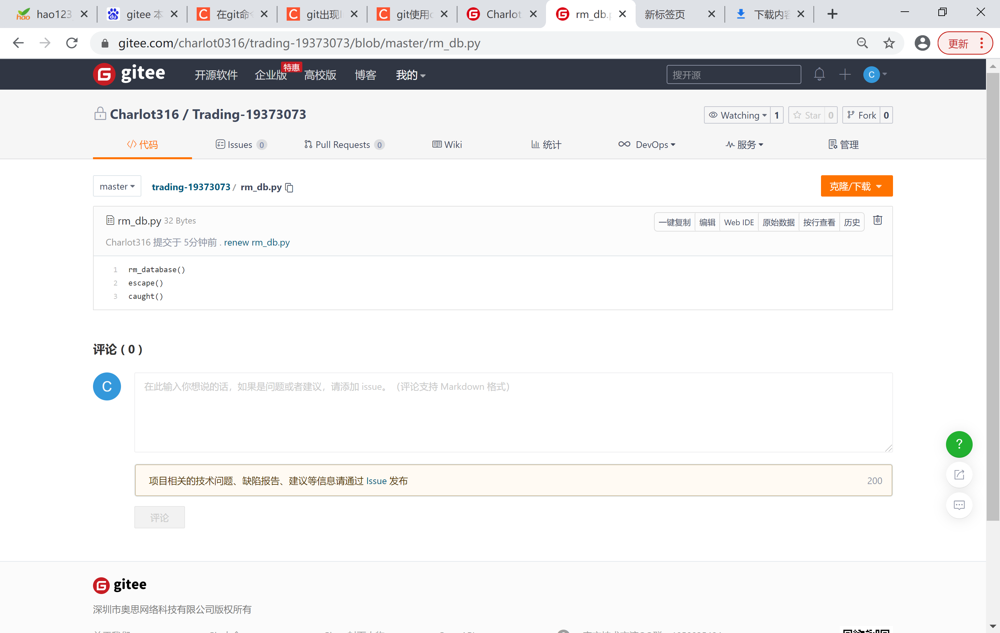 hao123
gitee 本
在git命令
git出现I
git使用c
Charlot
rm_db.p
新标签页
下载内容
gitee.com/charlot0316/trading-19373073/blob/master/rm_db.py
更新
gitee
开源软件
企业版
特惠
高校版
博客
我的
搜开源
C
Charlot316 / Trading-19373073
Watching 1
Star 0
Fork 0
代码
Issues 0
Pull Requests 0
Wiki
统计
DevOps
服务
管理
master
trading-19373073 / rm_db.py
克隆/下载
rm_db.py 32 Bytes
一键复制 编辑 Web IDE 原始数据 按行查看 历史
Charlot316 提交于 5分钟前 . renew rm_db.py
1 rm_database()
2 escape()
3 caught()
评论 ( 0 )
C
在此输入你想说的话，如果是问题或者建议，请添加 issue。（评论支持 Markdown 格式）
项目相关的技术问题、缺陷报告、建议等信息请通过 Issue 发布
200
评论
?
gitee
深圳市奥思网络科技有限公司版权所有